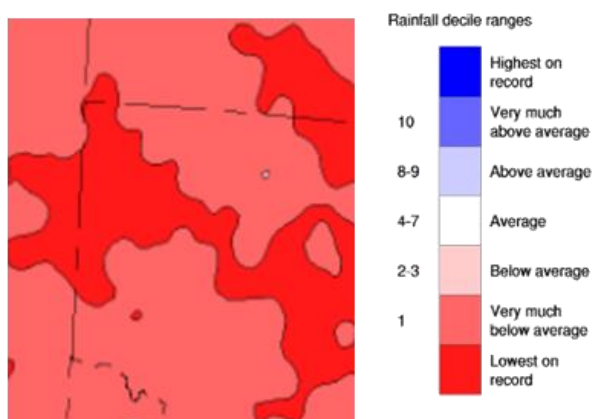 Rainfall decile ranges
Highest on
record
10
Very much
above average
8-9
Above average
4-7
Average
2-3
Below average
1
Very much
below average
Lowest on
record